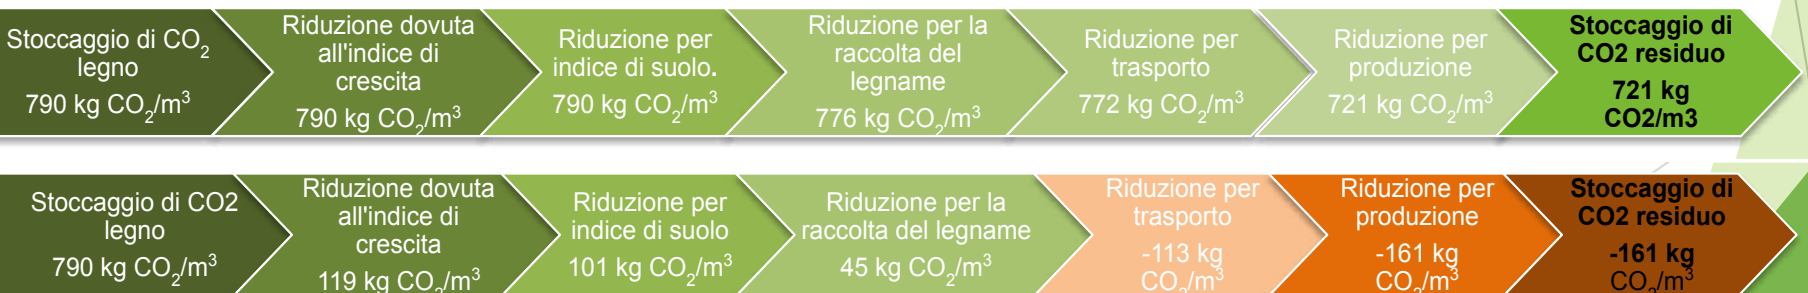 Stoccaggio di CO₂
legno
790 kg CO₂/m³
Riduzione dovuta
all'indice di
crescita
790 kg CO₂/m³
Riduzione per
indice di suolo.
790 kg CO₂/m³
Riduzione per la
raccolta del
legname
776 kg CO₂/m³
Riduzione per
trasporto
772 kg CO₂/m³
Riduzione per
produzione
721 kg CO₂/m³
Stoccaggio di
CO2 residuo
721 kg
CO2/m3
Stoccaggio di CO2
legno
790 kg CO₂/m³
Riduzione dovuta
all'indice di
crescita
119 kg CO₂/m³
Riduzione per
indice di suolo
101 kg CO₂/m³
Riduzione per la
raccolta del legname
45 kg CO₂/m³
Riduzione per
trasporto
-113 kg
CO₂/m³
Riduzione per
produzione
-161 kg
CO₂/m³
Stoccaggio di
CO2 residuo
-161 kg
CO₂/m³